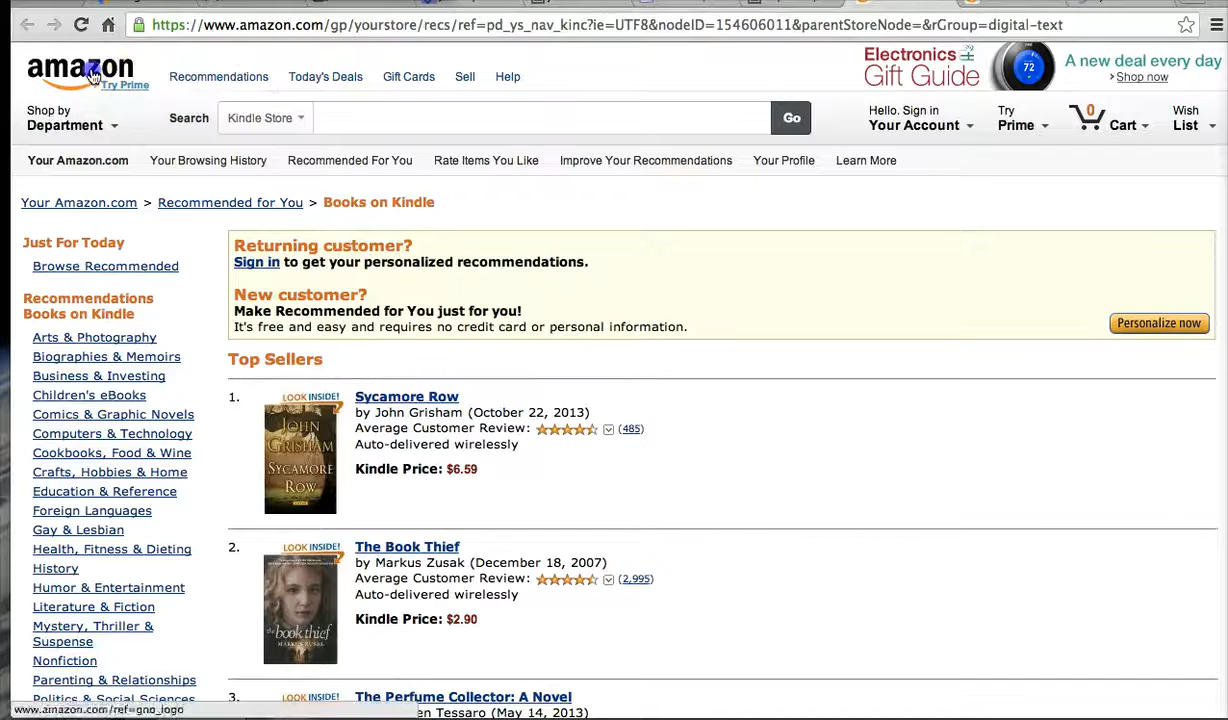 https://www.amazon.com/gp/yourstore/recs/ref=pd_ys_nav_kinc?ie=UTF8&nodeID=154606011&parentStoreNode=&rGroup=digital-text
amazon
Try Prime
Recommendations Today's Deals Gift Cards Sell Help
Electronics
Gift Guide
72
A new deal every day
› Shop now
Shop by
Department
Search Kindle Store Go
Hello. Sign in
Your Account
Try
Prime
0
Cart
Wish
List
Your Amazon.com Your Browsing History Recommended For You Rate Items You Like Improve Your Recommendations Your Profile Learn More
Your Amazon.com > Recommended for You > Books on Kindle
Just For Today
Browse Recommended
Recommendations
Books on Kindle
Arts & Photography
Biographies & Memoirs
Business & Investing
Children's eBooks
Comics & Graphic Novels
Computers & Technology
Cookbooks, Food & Wine
Crafts, Hobbies & Home
Education & Reference
Foreign Languages
Gay & Lesbian
Health, Fitness & Dieting
History
Humor & Entertainment
Literature & Fiction
Mystery, Thriller &
Suspense
Nonfiction
Parenting & Relationships
Politics & Social Sciences
Returning customer?
Sign in to get your personalized recommendations.
New customer?
Make Recommended for You just for you!
It's free and easy and requires no credit card or personal information.
Personalize now
Top Sellers
1.
LOOK INSIDE!
JOHN
GRISHAM
SYCAMORE
ROW
Sycamore Row
by John Grisham (October 22, 2013)
Average Customer Review: (485)
Auto-delivered wirelessly
Kindle Price: $6.59
2.
LOOK INSIDE!
the book thief
MARKUS ZUSAK
The Book Thief
by Markus Zusak (December 18, 2007)
Average Customer Review: (2,995)
Auto-delivered wirelessly
Kindle Price: $2.90
3.
LOOK INSIDE!
The Perfume Collector: A Novel
en Tessaro (May 14, 2013)
www.amazon.com/ref=gno_logo